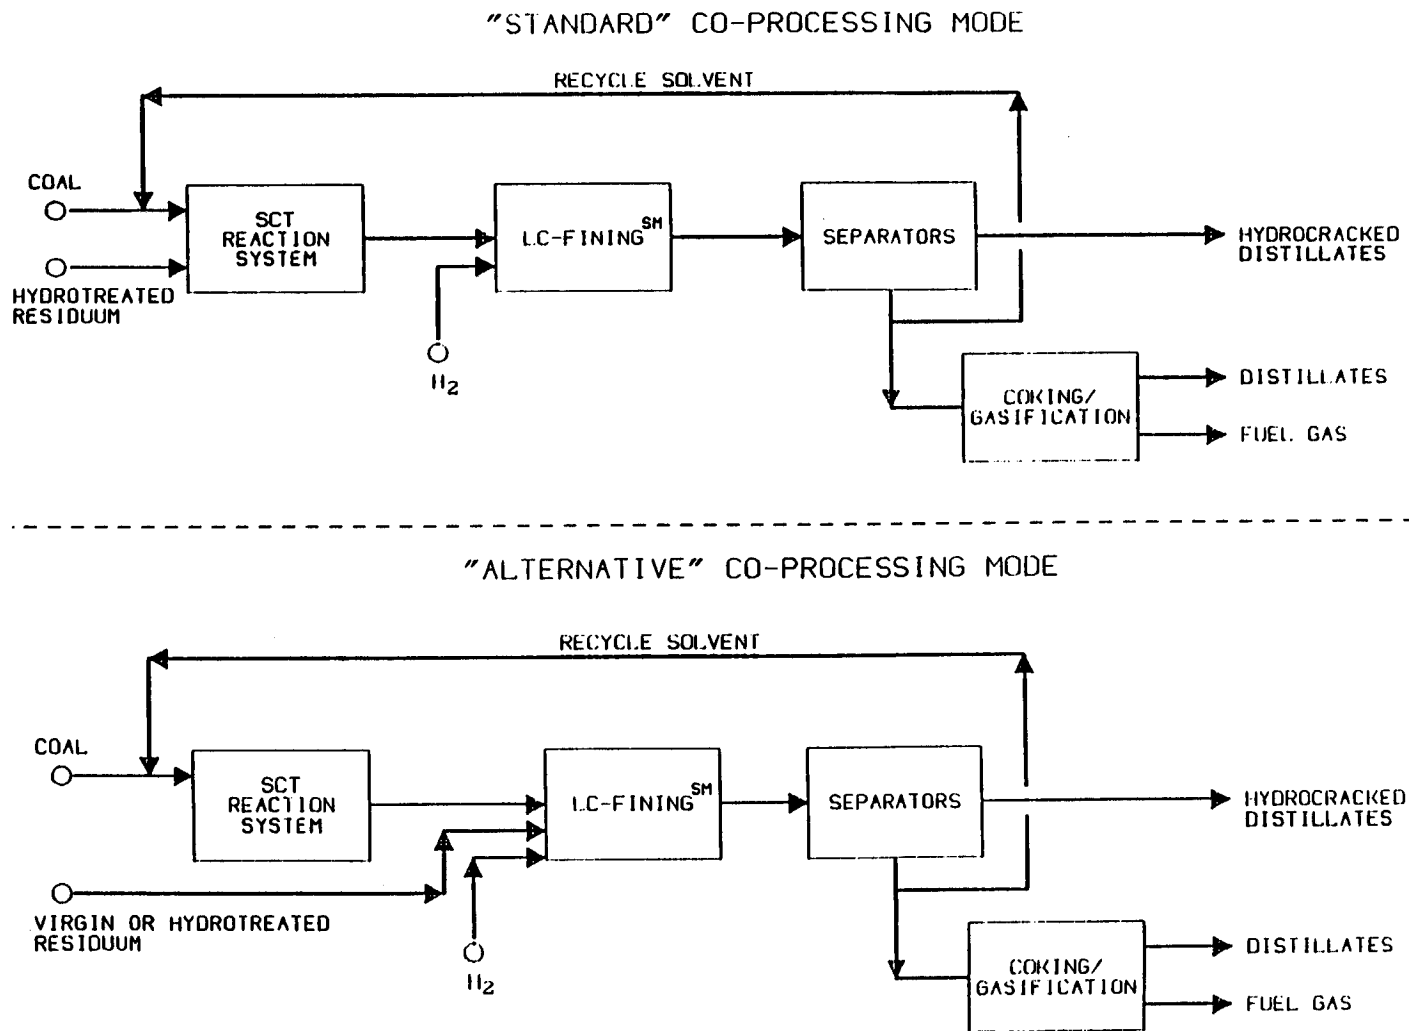 "STANDARD" CO-PROCESSING MODE
RECYCLE SOLVENT
COAL
SCT
REACTION
SYSTEM
LC-FINING SM
SEPARATORS
HYDROCRACKED
DISTILLATES
HYDROTREATED
RESIDUUM
H2
COKING/
GASIFICATION
DISTILLATES
FUEL GAS
"ALTERNATIVE" CO-PROCESSING MODE
RECYCLE SOLVENT
COAL
SCT
REACTION
SYSTEM
LC-FINING SM
SEPARATORS
HYDROCRACKED
DISTILLATES
VIRGIN OR HYDROTREATED
RESIDUUM
H2
COKING/
GASIFICATION
DISTILLATES
FUEL GAS